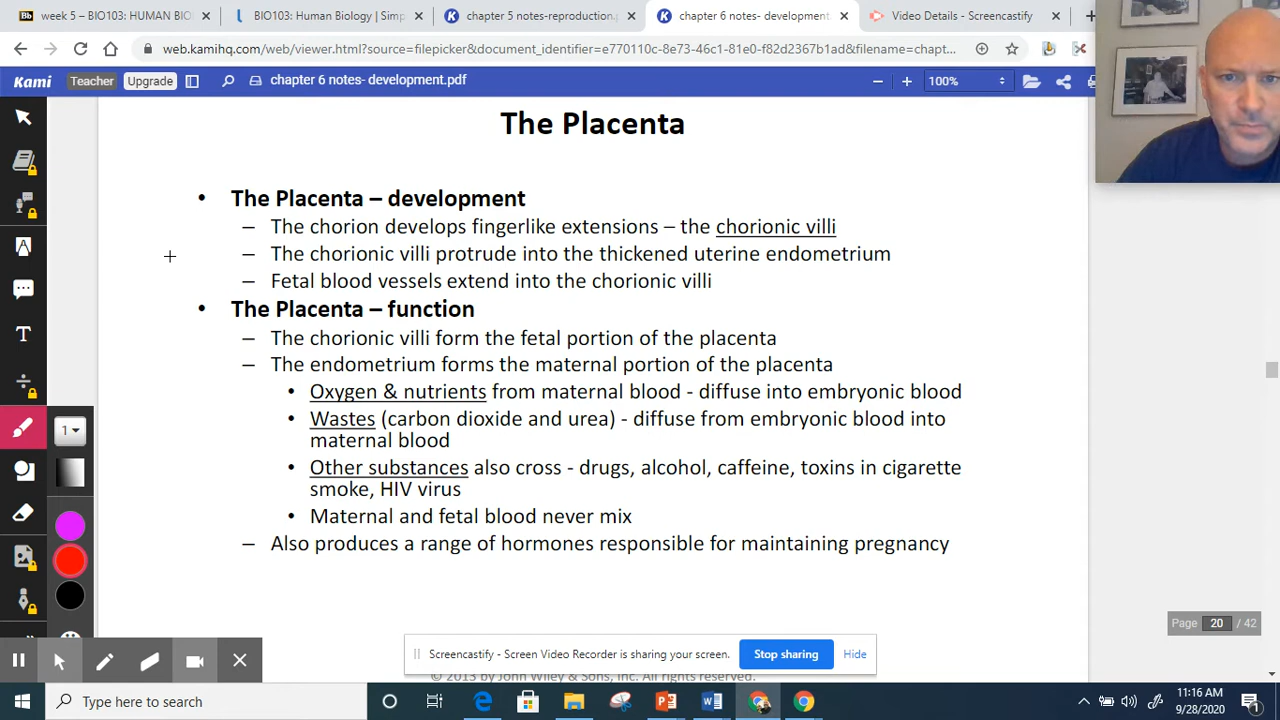 week 5 – BIO103: HUMAN BIO
BIO103: Human Biology | Simp
chapter 5 notes-reproduction.p
chapter 6 notes- development
Video Details - Screencastify
web.kamihq.com/web/viewer.html?source=filepicker&document_identifier=e770110c-8e73-46c1-81e0-f82d2367b1ad&filename=chapt...
Kami Teacher Upgrade chapter 6 notes- development.pdf 100%
The Placenta
• The Placenta – development
– The chorion develops fingerlike extensions – the chorionic villi
– The chorionic villi protrude into the thickened uterine endometrium
– Fetal blood vessels extend into the chorionic villi
• The Placenta – function
– The chorionic villi form the fetal portion of the placenta
– The endometrium forms the maternal portion of the placenta
• Oxygen & nutrients from maternal blood - diffuse into embryonic blood
• Wastes (carbon dioxide and urea) - diffuse from embryonic blood into
maternal blood
• Other substances also cross - drugs, alcohol, caffeine, toxins in cigarette
smoke, HIV virus
• Maternal and fetal blood never mix
– Also produces a range of hormones responsible for maintaining pregnancy
1
Page 20 / 42
Screencastify - Screen Video Recorder is sharing your screen. Stop sharing Hide
© 2013 by John Wiley & Sons, Inc. All rights reserved.
Type here to search
11:16 AM
9/28/2020